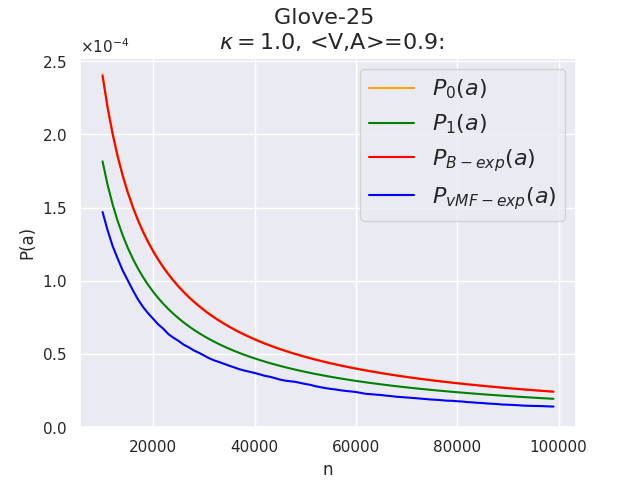 Glove-25
κ = 1.0, <V,A>=0.9:
×10⁻⁴
2.5
2.0
1.5
1.0
0.5
0.0
P(a)
P₀(a)
P₁(a)
P_{B−exp}(a)
P_{vMF−exp}(a)
20000 40000 60000 80000 100000
n